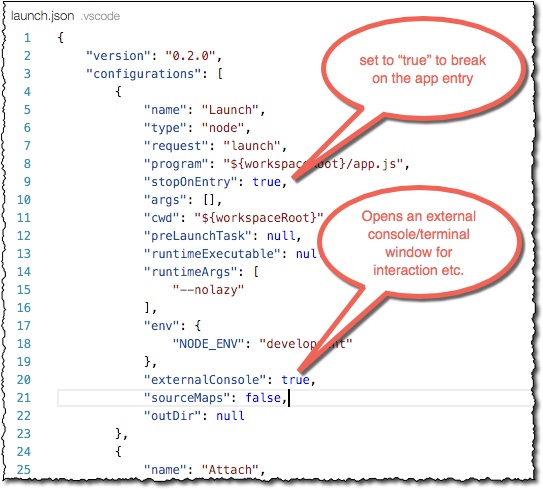 launch.json .vscode
1 {
2 "version": "0.2.0",
3 "configurations": [
4 {
5 "name": "Launch",
6 "type": "node",
7 "request": "launch",
8 "program": "${workspaceRoot}/app.js",
9 "stopOnEntry": true,
10 "args": [],
11 "cwd": "${workspaceRoot}"
12 "preLaunchTask": null,
13 "runtimeExecutable": nul
14 "runtimeArgs": [
15 "--nolazy"
16 ],
17 "env": {
18 "NODE_ENV": "development"
19 },
20 "externalConsole": true,
21 "sourceMaps": false,
22 "outDir": null
23 },
24 {
25 "name": "Attach",
set to “true” to break
on the app entry
Opens an external
console/terminal
window for
interaction etc.